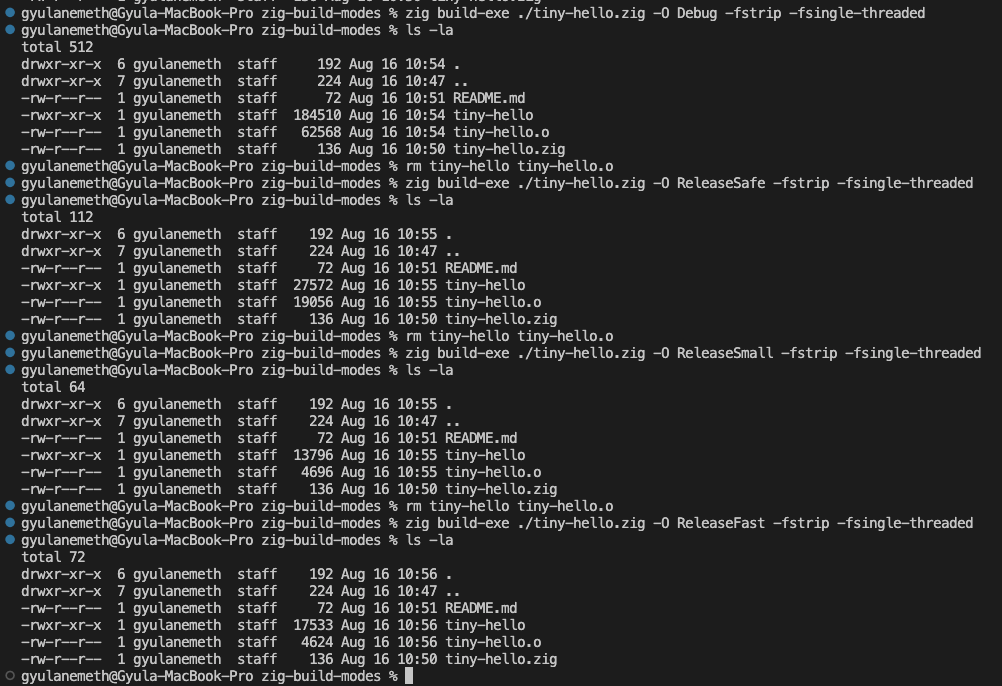 gyulanemeth@Gyula-MacBook-Pro zig-build-modes % zig build-exe ./tiny-hello.zig -O Debug -fstrip -fsingle-threaded
gyulanemeth@Gyula-MacBook-Pro zig-build-modes % ls -la
total 512
drwxr-xr-x  6 gyulanemeth  staff     192 Aug 16 10:54 .
drwxr-xr-x  7 gyulanemeth  staff     224 Aug 16 10:47 ..
-rw-r--r--  1 gyulanemeth  staff      72 Aug 16 10:51 README.md
-rwxr-xr-x  1 gyulanemeth  staff  184510 Aug 16 10:54 tiny-hello
-rw-r--r--  1 gyulanemeth  staff   62568 Aug 16 10:54 tiny-hello.o
-rw-r--r--  1 gyulanemeth  staff     136 Aug 16 10:50 tiny-hello.zig
gyulanemeth@Gyula-MacBook-Pro zig-build-modes % rm tiny-hello tiny-hello.o
gyulanemeth@Gyula-MacBook-Pro zig-build-modes % zig build-exe ./tiny-hello.zig -O ReleaseSafe -fstrip -fsingle-threaded
gyulanemeth@Gyula-MacBook-Pro zig-build-modes % ls -la
total 112
drwxr-xr-x  6 gyulanemeth  staff    192 Aug 16 10:55 .
drwxr-xr-x  7 gyulanemeth  staff    224 Aug 16 10:47 ..
-rw-r--r--  1 gyulanemeth  staff     72 Aug 16 10:51 README.md
-rwxr-xr-x  1 gyulanemeth  staff  27572 Aug 16 10:55 tiny-hello
-rw-r--r--  1 gyulanemeth  staff  19056 Aug 16 10:55 tiny-hello.o
-rw-r--r--  1 gyulanemeth  staff    136 Aug 16 10:50 tiny-hello.zig
gyulanemeth@Gyula-MacBook-Pro zig-build-modes % rm tiny-hello tiny-hello.o
gyulanemeth@Gyula-MacBook-Pro zig-build-modes % zig build-exe ./tiny-hello.zig -O ReleaseSmall -fstrip -fsingle-threaded
gyulanemeth@Gyula-MacBook-Pro zig-build-modes % ls -la
total 64
drwxr-xr-x  6 gyulanemeth  staff    192 Aug 16 10:55 .
drwxr-xr-x  7 gyulanemeth  staff    224 Aug 16 10:47 ..
-rw-r--r--  1 gyulanemeth  staff     72 Aug 16 10:51 README.md
-rwxr-xr-x  1 gyulanemeth  staff  13796 Aug 16 10:55 tiny-hello
-rw-r--r--  1 gyulanemeth  staff   4696 Aug 16 10:55 tiny-hello.o
-rw-r--r--  1 gyulanemeth  staff    136 Aug 16 10:50 tiny-hello.zig
gyulanemeth@Gyula-MacBook-Pro zig-build-modes % rm tiny-hello tiny-hello.o
gyulanemeth@Gyula-MacBook-Pro zig-build-modes % zig build-exe ./tiny-hello.zig -O ReleaseFast -fstrip -fsingle-threaded
gyulanemeth@Gyula-MacBook-Pro zig-build-modes % ls -la
total 72
drwxr-xr-x  6 gyulanemeth  staff    192 Aug 16 10:56 .
drwxr-xr-x  7 gyulanemeth  staff    224 Aug 16 10:47 ..
-rw-r--r--  1 gyulanemeth  staff     72 Aug 16 10:51 README.md
-rwxr-xr-x  1 gyulanemeth  staff  17533 Aug 16 10:56 tiny-hello
-rw-r--r--  1 gyulanemeth  staff   4624 Aug 16 10:56 tiny-hello.o
-rw-r--r--  1 gyulanemeth  staff    136 Aug 16 10:50 tiny-hello.zig
gyulanemeth@Gyula-MacBook-Pro zig-build-modes %